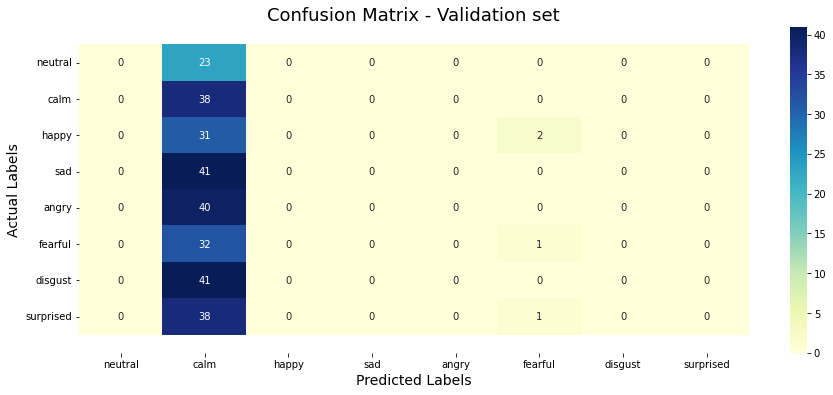 Confusion Matrix - Validation set
40
neutral 0 23 0 0 0 0 0 0
35
calm 0 38 0 0 0 0 0 0
30
happy 0 31 0 0 0 2 0 0
25
sad 0 41 0 0 0 0 0 0
20
Actual Labels
angry 0 40 0 0 0 0 0 0
15
fearful 0 32 0 0 0 1 0 0
10
disgust 0 41 0 0 0 0 0 0
5
surprised 0 38 0 0 0 1 0 0
0
neutral calm happy sad angry fearful disgust surprised
Predicted Labels